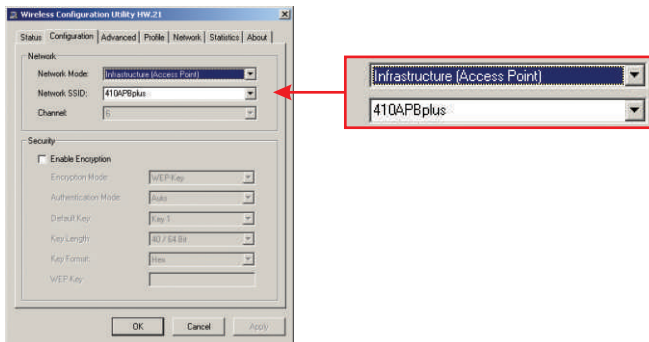 Wireless Configuration Utility HW.21
Status Configuration Advanced Profile Network Statistics About
Network
Network Mode: Infrastructure (Access Point)
Network SSID: 410APBplus
Channel: 6
Security
Enable Encryption
Encryption Mode: WEP Key
Authentication Mode: Auto
Default Key: Key 1
Key Length: 40 / 64 Bit
Key Format: Hex
WEP Key:
OK Cancel Apply
Infrastructure (Access Point)
410APBplus